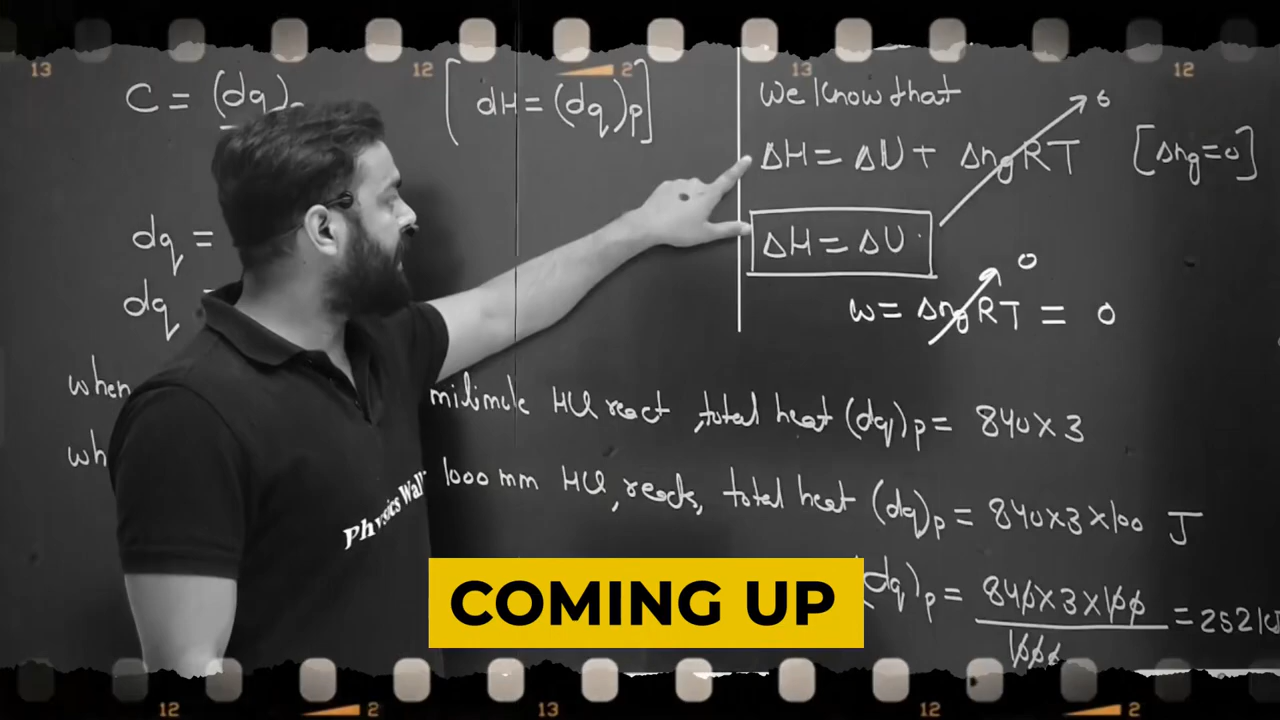 13 12 2 13 12
C = (dq)
[dH = (dq)p]
dq =
dq
we know that
ΔH = ΔU + ΔngRT 0 [Δng=0]
ΔH = ΔU
w = ΔngRT 0 = 0
when milimole HCl react, total heat (dq)p = 840×3
wh 1000 mm HCl, reacts, total heat (dq)p = 840×3×100 J
(dq)p = 840×3×100 / 1000 = 252 k
Physics Wall
COMING UP
12 2 13 12 2